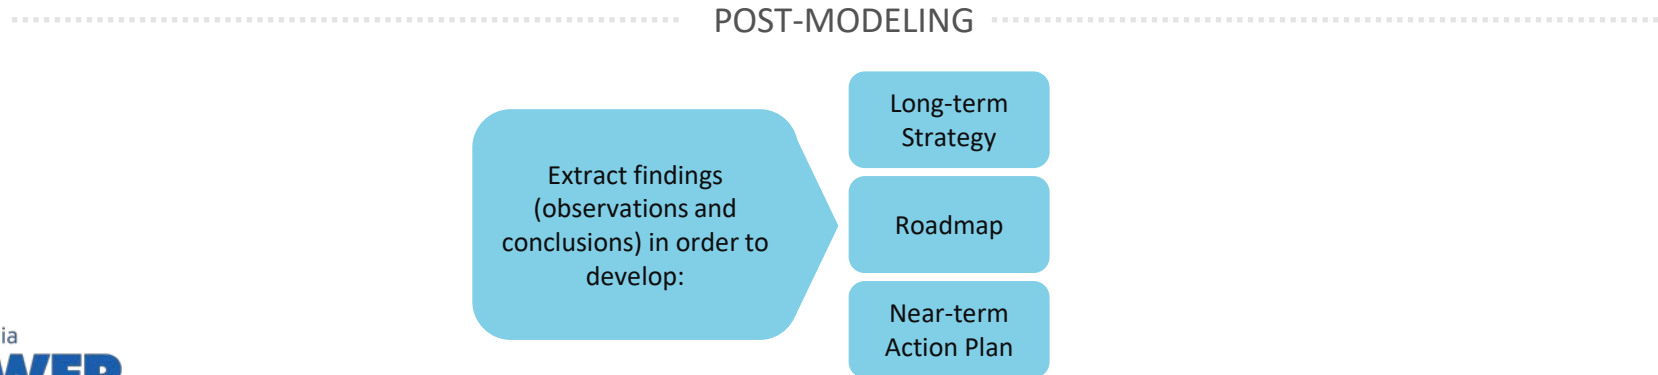 POST-MODELING
Extract findings
(observations and
conclusions) in order to
develop:
Long-term
Strategy
Roadmap
Near-term
Action Plan
ia